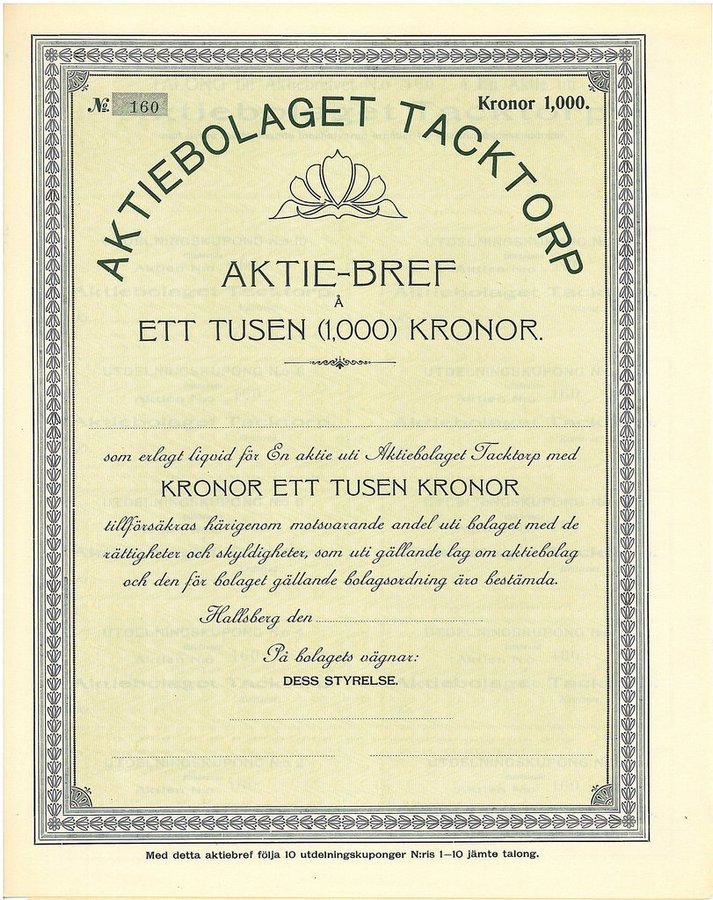 № 160
Kronor 1,000.
AKTIEBOLAGET TACKTORP
AKTIE-BREF
Å
ETT TUSEN (1,000) KRONOR.
som erlagt liqvid för En aktie uti Aktiebolaget Tacktorp med
KRONOR ETT TUSEN KRONOR
tillförsäkras härigenom motsvarande andel uti bolaget med de
rättigheter och skyldigheter, som uti gällande lag om aktiebolag
och den för bolaget gällande bolagsordning äro bestämda.
Hallsberg den
På bolagets vägnar:
DESS STYRELSE.
Med detta aktiebref följa 10 utdelningskuponger N:ris 1—10 jämte talong.